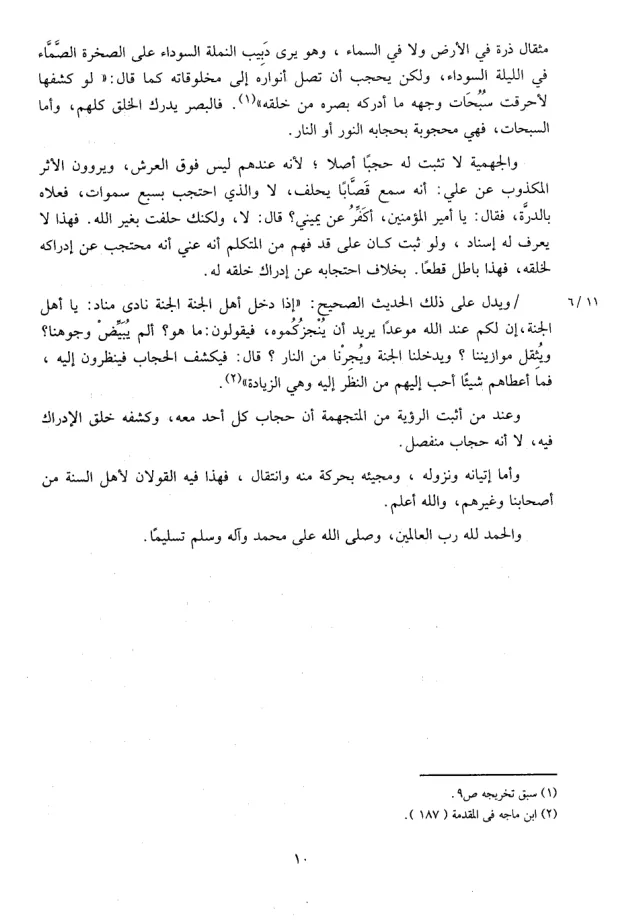 مثقال ذرة في الأرض ولا في السماء ، وهو يرى دَبِيب النملة السوداء على الصخرة الصَّمَّاء
في الليلة السوداء، ولكن يحجب أن تصل أنواره إلى مخلوقاته كما قال:« لو كشفها
لأحرقت سبُحَات وجهه ما أدركه بصره من خلقه»(١). فالبصر يدرك الخلق كلهم، وأما
السبحات، فهي محجوبة بحجابه النور أو النار.
والجهمية لا تثبت له حجبًا أصلا ؛ لأنه عندهم ليس فوق العرش، ويروون الأثر
المكذوب عن علي: أنه سمع قَصَّابًا يحلف، لا والذي احتجب بسبع سموات، فعلاه
بالدرَّة، فقال: يا أمير المؤمنين، أكَفِّرُ عن يميني؟ قال: لا، ولكنك حلفت بغير الله. فهذا لا
يعرف له إسناد ، ولو ثبت كـان على قد فهم من المتكلم أنه عني أنه محتجب عن إدراكه
لخلقه، فهذا باطل قطعًا. بخلاف احتجابه عن إدراك خلقه له.
٦/١١ / ويدل على ذلك الحديث الصحيح: «إذا دخل أهل الجنة الجنة نادى مناد: يا أهل
الجنة،إن لكم عند الله موعدًا يريد أن يُنْجزكُموه، فيقولون:ما هو؟ ألم يُبَيِّضْ وجوهنا؟
ويُثقِل موازيننا ؟ ويدخلنا الجنة ويُجِرْنا من النار ؟ قال: فيكشف الحجاب فينظرون إليه ،
فما أعطاهم شيئًا أحب إليهم من النظر إليه وهي الزيادة»(٢).
وعند من أثبت الرؤية من المتجهمة أن حجاب كل أحد معه، وكشفه خلق الإدراك
فيه، لا أنه حجاب منفصل.
وأما إتيانه ونزوله ، ومجيئه بحركة منه وانتقال ، فهذا فيه القولان لأهل السنة من
أصحابنا وغيرهم، والله أعلم.
والحمد لله رب العالمين، وصلى الله على محمد وآله وسلم تسليمًا.
(١) سبق تخريجه ص٩.
(٢) ابن ماجه فى المقدمة ( ١٨٧ ).
١٠